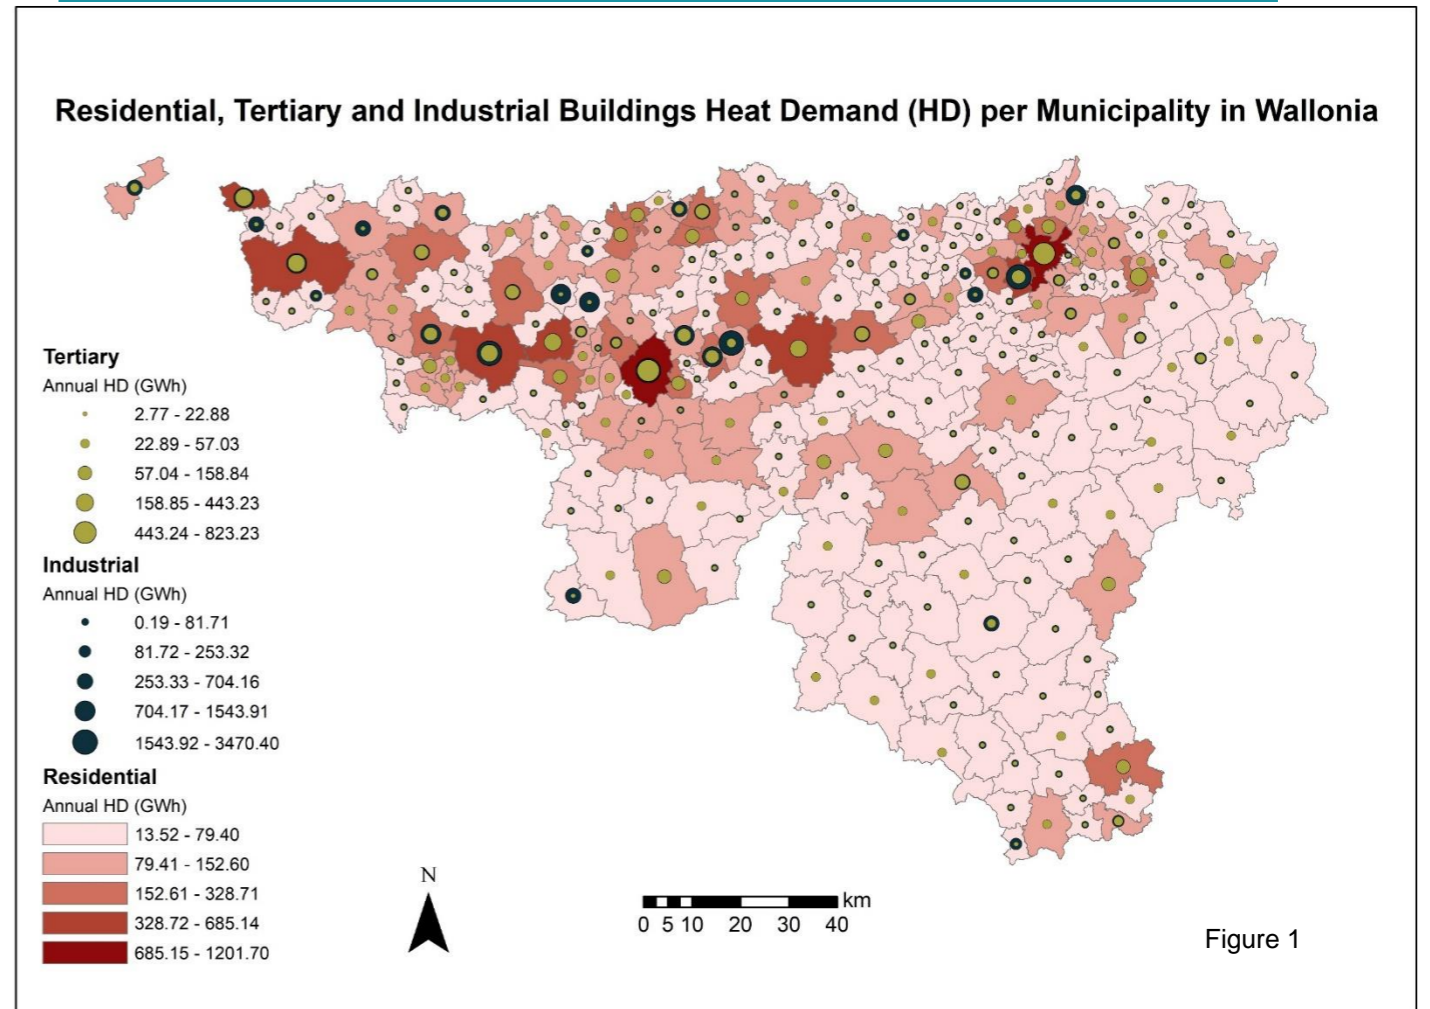 Residential, Tertiary and Industrial Buildings Heat Demand (HD) per Municipality in Wallonia
Tertiary
Annual HD (GWh)
2.77 - 22.88
22.89 - 57.03
57.04 - 158.84
158.85 - 443.23
443.24 - 823.23
Industrial
Annual HD (GWh)
0.19 - 81.71
81.72 - 253.32
253.33 - 704.16
704.17 - 1543.91
1543.92 - 3470.40
Residential
Annual HD (GWh)
13.52 - 79.40
79.41 - 152.60
152.61 - 328.71
328.72 - 685.14
685.15 - 1201.70
N
km
0 5 10 20 30 40
Figure 1